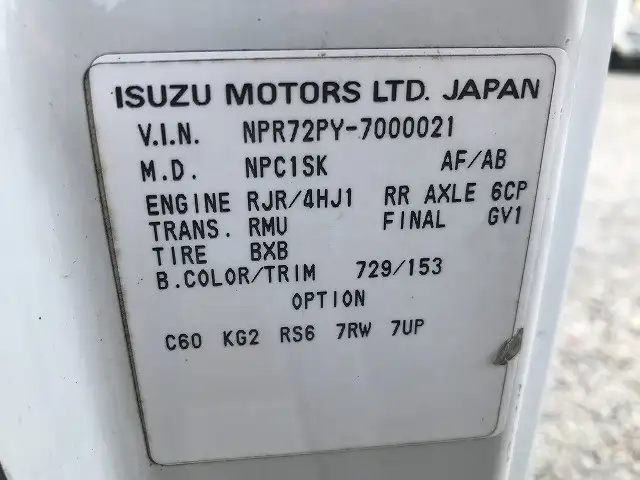 ISUZU MOTORS LTD. JAPAN
V.I.N. NPR72PY-7000021
M.D. NPC1SK AF/AB
ENGINE RJR/4HJ1 RR AXLE 6CP
TRANS. RMU FINAL GV1
TIRE BXB
B.COLOR/TRIM 729/153
OPTION
C60 KG2 RS6 7RW 7UP